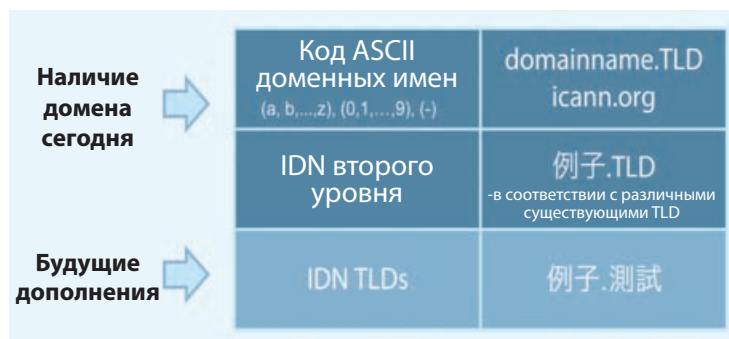 Наличие
домена
сегодня
Код ASCII
доменных имен
(a, b,...,z), (0,1,...,9), (-)
domainname.TLD
icann.org
IDN второго
уровня
例子.TLD
-в соответствии с различными
существующими TLD
Будущие
дополнения
IDN TLDs
例子.測試